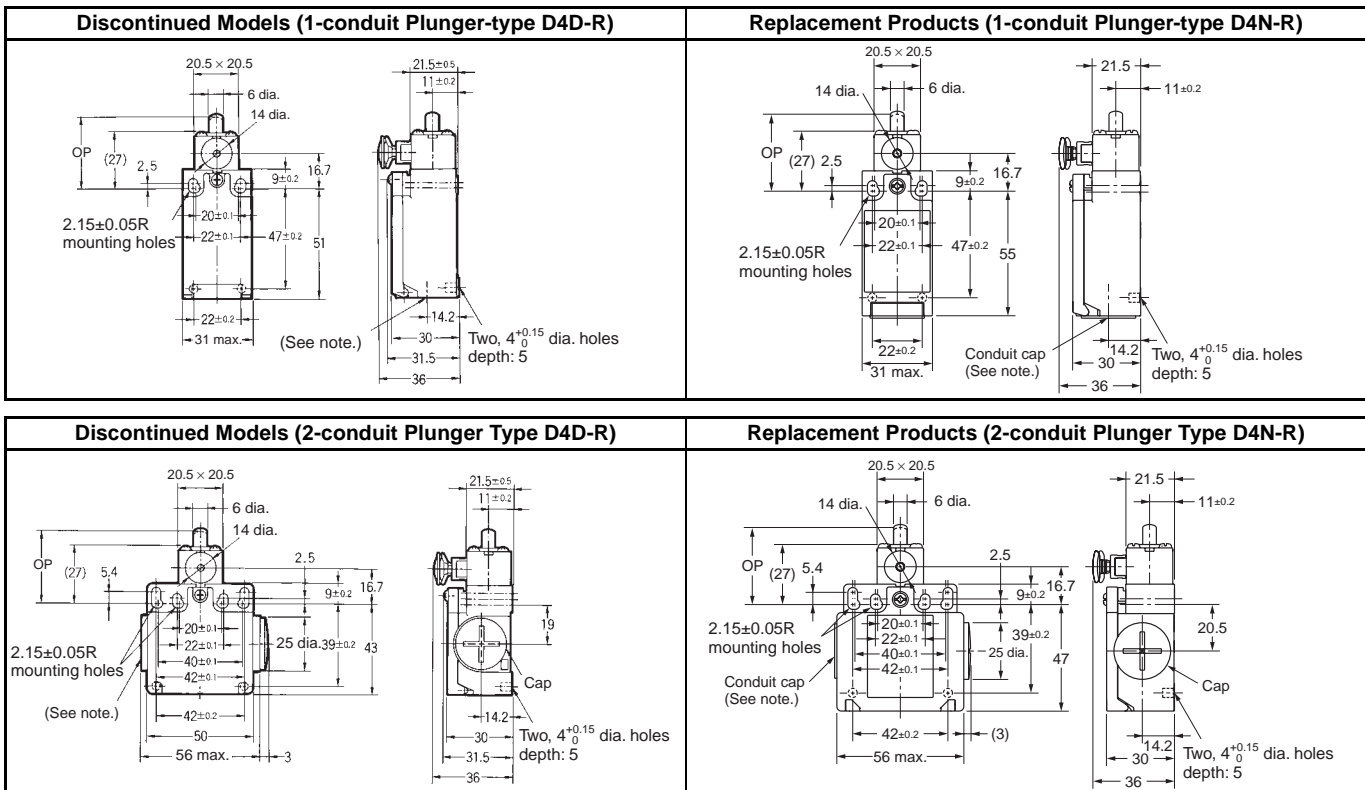 Discontinued Models (1-conduit Plunger-type D4D-R)
20.5 × 20.5
6 dia.
14 dia.
OP
(27)
2.5
9±0.2
16.7
2.15±0.05R
mounting holes
20±0.1
22±0.1
47±0.2
51
22±0.2
31 max.
21.5±0.5
11±0.2
(See note.)
14.2
30
31.5
36
Two, 4+0.15 0 dia. holes
depth: 5
Replacement Products (1-conduit Plunger-type D4N-R)
20.5 × 20.5
14 dia.
6 dia.
OP
(27)
2.5
9±0.2
16.7
20±0.1
22±0.1
47±0.2
55
2.15±0.05R
mounting holes
22±0.2
31 max.
21.5
11±0.2
Conduit cap
(See note.)
14.2
30
36
Two, 4+0.15 0 dia. holes
depth: 5
Discontinued Models (2-conduit Plunger Type D4D-R)
20.5 × 20.5
6 dia.
14 dia.
OP
(27)
5.4
2.5
9±0.2
16.7
2.15±0.05R
mounting holes
20±0.1
22±0.1
40±0.1
42±0.1
25 dia.
39±0.2
43
(See note.)
42±0.2
50
56 max.
3
21.5±0.5
11±0.2
19
Cap
14.2
30
31.5
36
Two, 4+0.15 0 dia. holes
depth: 5
Replacement Products (2-conduit Plunger Type D4N-R)
20.5 × 20.5
14 dia.
6 dia.
OP
(27)
5.4
2.5
9±0.2
16.7
2.15±0.05R
mounting holes
20±0.1
22±0.1
40±0.1
42±0.1
25 dia.
39±0.2
47
Conduit cap
(See note.)
42±0.2
(3)
56 max.
21.5
11±0.2
20.5
Cap
14.2
30
36
Two, 4+0.15 0 dia. holes
depth: 5